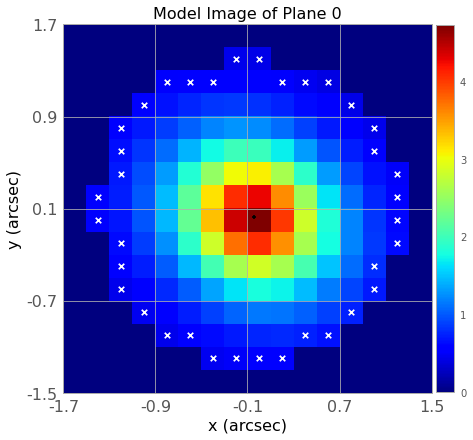 Model Image of Plane 0
1.7
0.9
0.1
-0.7
-1.5
y (arcsec)
-1.7 -0.9 -0.1 0.7 1.5
x (arcsec)
4
3
2
1
0